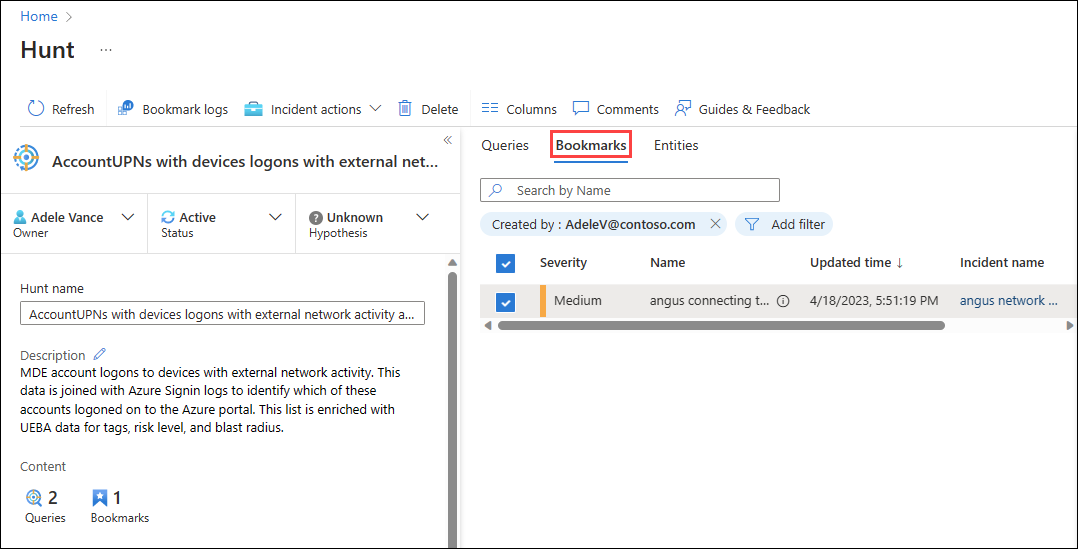 Home
Hunt
Refresh
Bookmark logs
Incident actions
Delete
Columns
Comments
Guides & Feedback
AccountUPNs with devices logons with external net...
Adele Vance
Owner
Active
Status
Unknown
Hypothesis
Hunt name
AccountUPNs with devices logons with external network activity a...
Description
MDE account logons to devices with external network activity. This
data is joined with Azure Signin logs to identify which of these
accounts logoned on to the Azure portal. This list is enriched with
UEBA data for tags, risk level, and blast radius.
Content
2
Queries
1
Bookmarks
Queries
Bookmarks
Entities
Search by Name
Created by : AdeleV@contoso.com
Add filter
Severity Name Updated time ↓ Incident name
Medium angus connecting t... 4/18/2023, 5:51:19 PM angus network ...